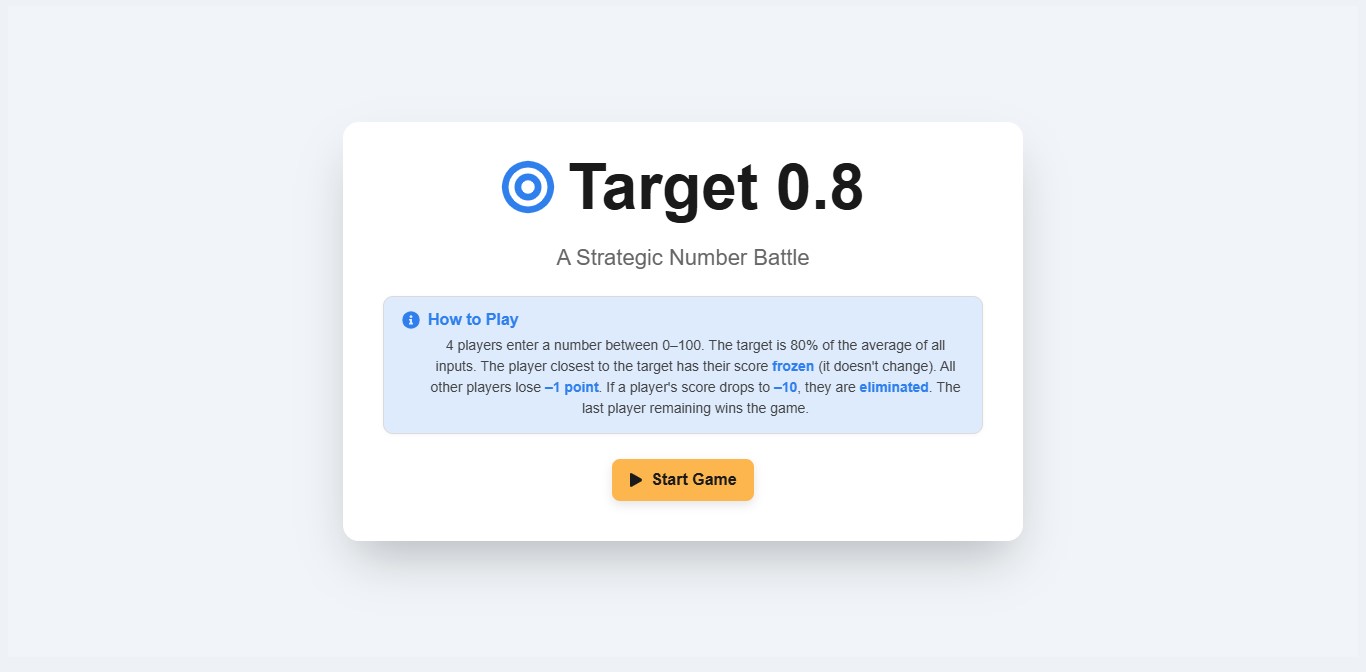 Target 0.8
A Strategic Number Battle
How to Play
4 players enter a number between 0–100. The target is 80% of the average of all
inputs. The player closest to the target has their score frozen (it doesn't change). All
other players lose –1 point. If a player's score drops to –10, they are eliminated. The
last player remaining wins the game.
Start Game